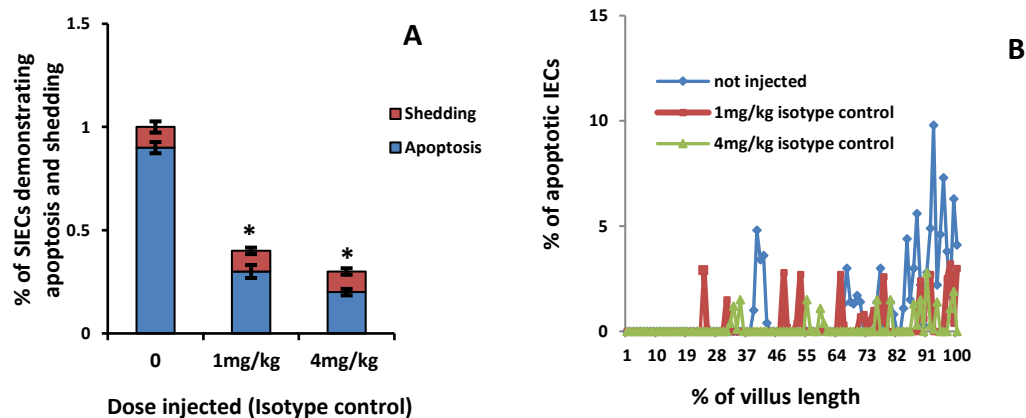 A
% of SIECs demonstrating
apoptosis and shedding
1.5
1
0.5
0
Shedding
Apoptosis
*
*
0
1mg/kg
4mg/kg
Dose injected (Isotype control)
B
% of apoptotic IECs
15
10
5
0
not injected
1mg/kg isotype control
4mg/kg isotype control
1 10 19 28 37 46 55 64 73 82 91 100
% of villus length